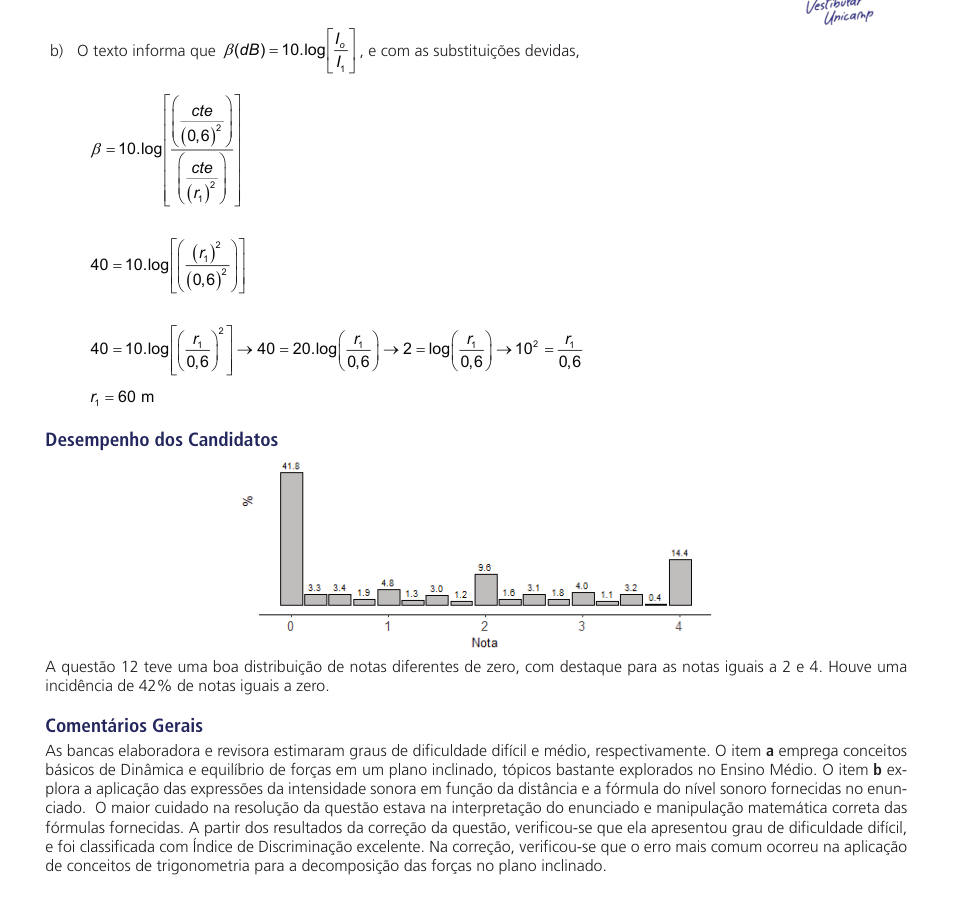 Vestibular
Unicamp
b) O texto informa que β(dB) = 10.log[I₀/I₁], e com as substituições devidas,
β = 10.log[(cte/(0,6)²)/(cte/(r₁)²)]
40 = 10.log[((r₁)²/(0,6)²)]
40 = 10.log[(r₁/0,6)²] → 40 = 20.log(r₁/0,6) → 2 = log(r₁/0,6) → 10² = r₁/0,6
r₁ = 60 m
Desempenho dos Candidatos
41.8
%
3.3 3.4 1.9 4.8 1.3 3.0 1.2 9.6 1.6 3.1 1.8 4.0 1.1 3.2 0.4 14.4
0 1 2 3 4
Nota
A questão 12 teve uma boa distribuição de notas diferentes de zero, com destaque para as notas iguais a 2 e 4. Houve uma
incidência de 42% de notas iguais a zero.
Comentários Gerais
As bancas elaboradora e revisora estimaram graus de dificuldade difícil e médio, respectivamente. O item a emprega conceitos
básicos de Dinâmica e equilíbrio de forças em um plano inclinado, tópicos bastante explorados no Ensino Médio. O item b ex-
plora a aplicação das expressões da intensidade sonora em função da distância e a fórmula do nível sonoro fornecidas no enun-
ciado. O maior cuidado na resolução da questão estava na interpretação do enunciado e manipulação matemática correta das
fórmulas fornecidas. A partir dos resultados da correção da questão, verificou-se que ela apresentou grau de dificuldade difícil,
e foi classificada com Índice de Discriminação excelente. Na correção, verificou-se que o erro mais comum ocorreu na aplicação
de conceitos de trigonometria para a decomposição das forças no plano inclinado.